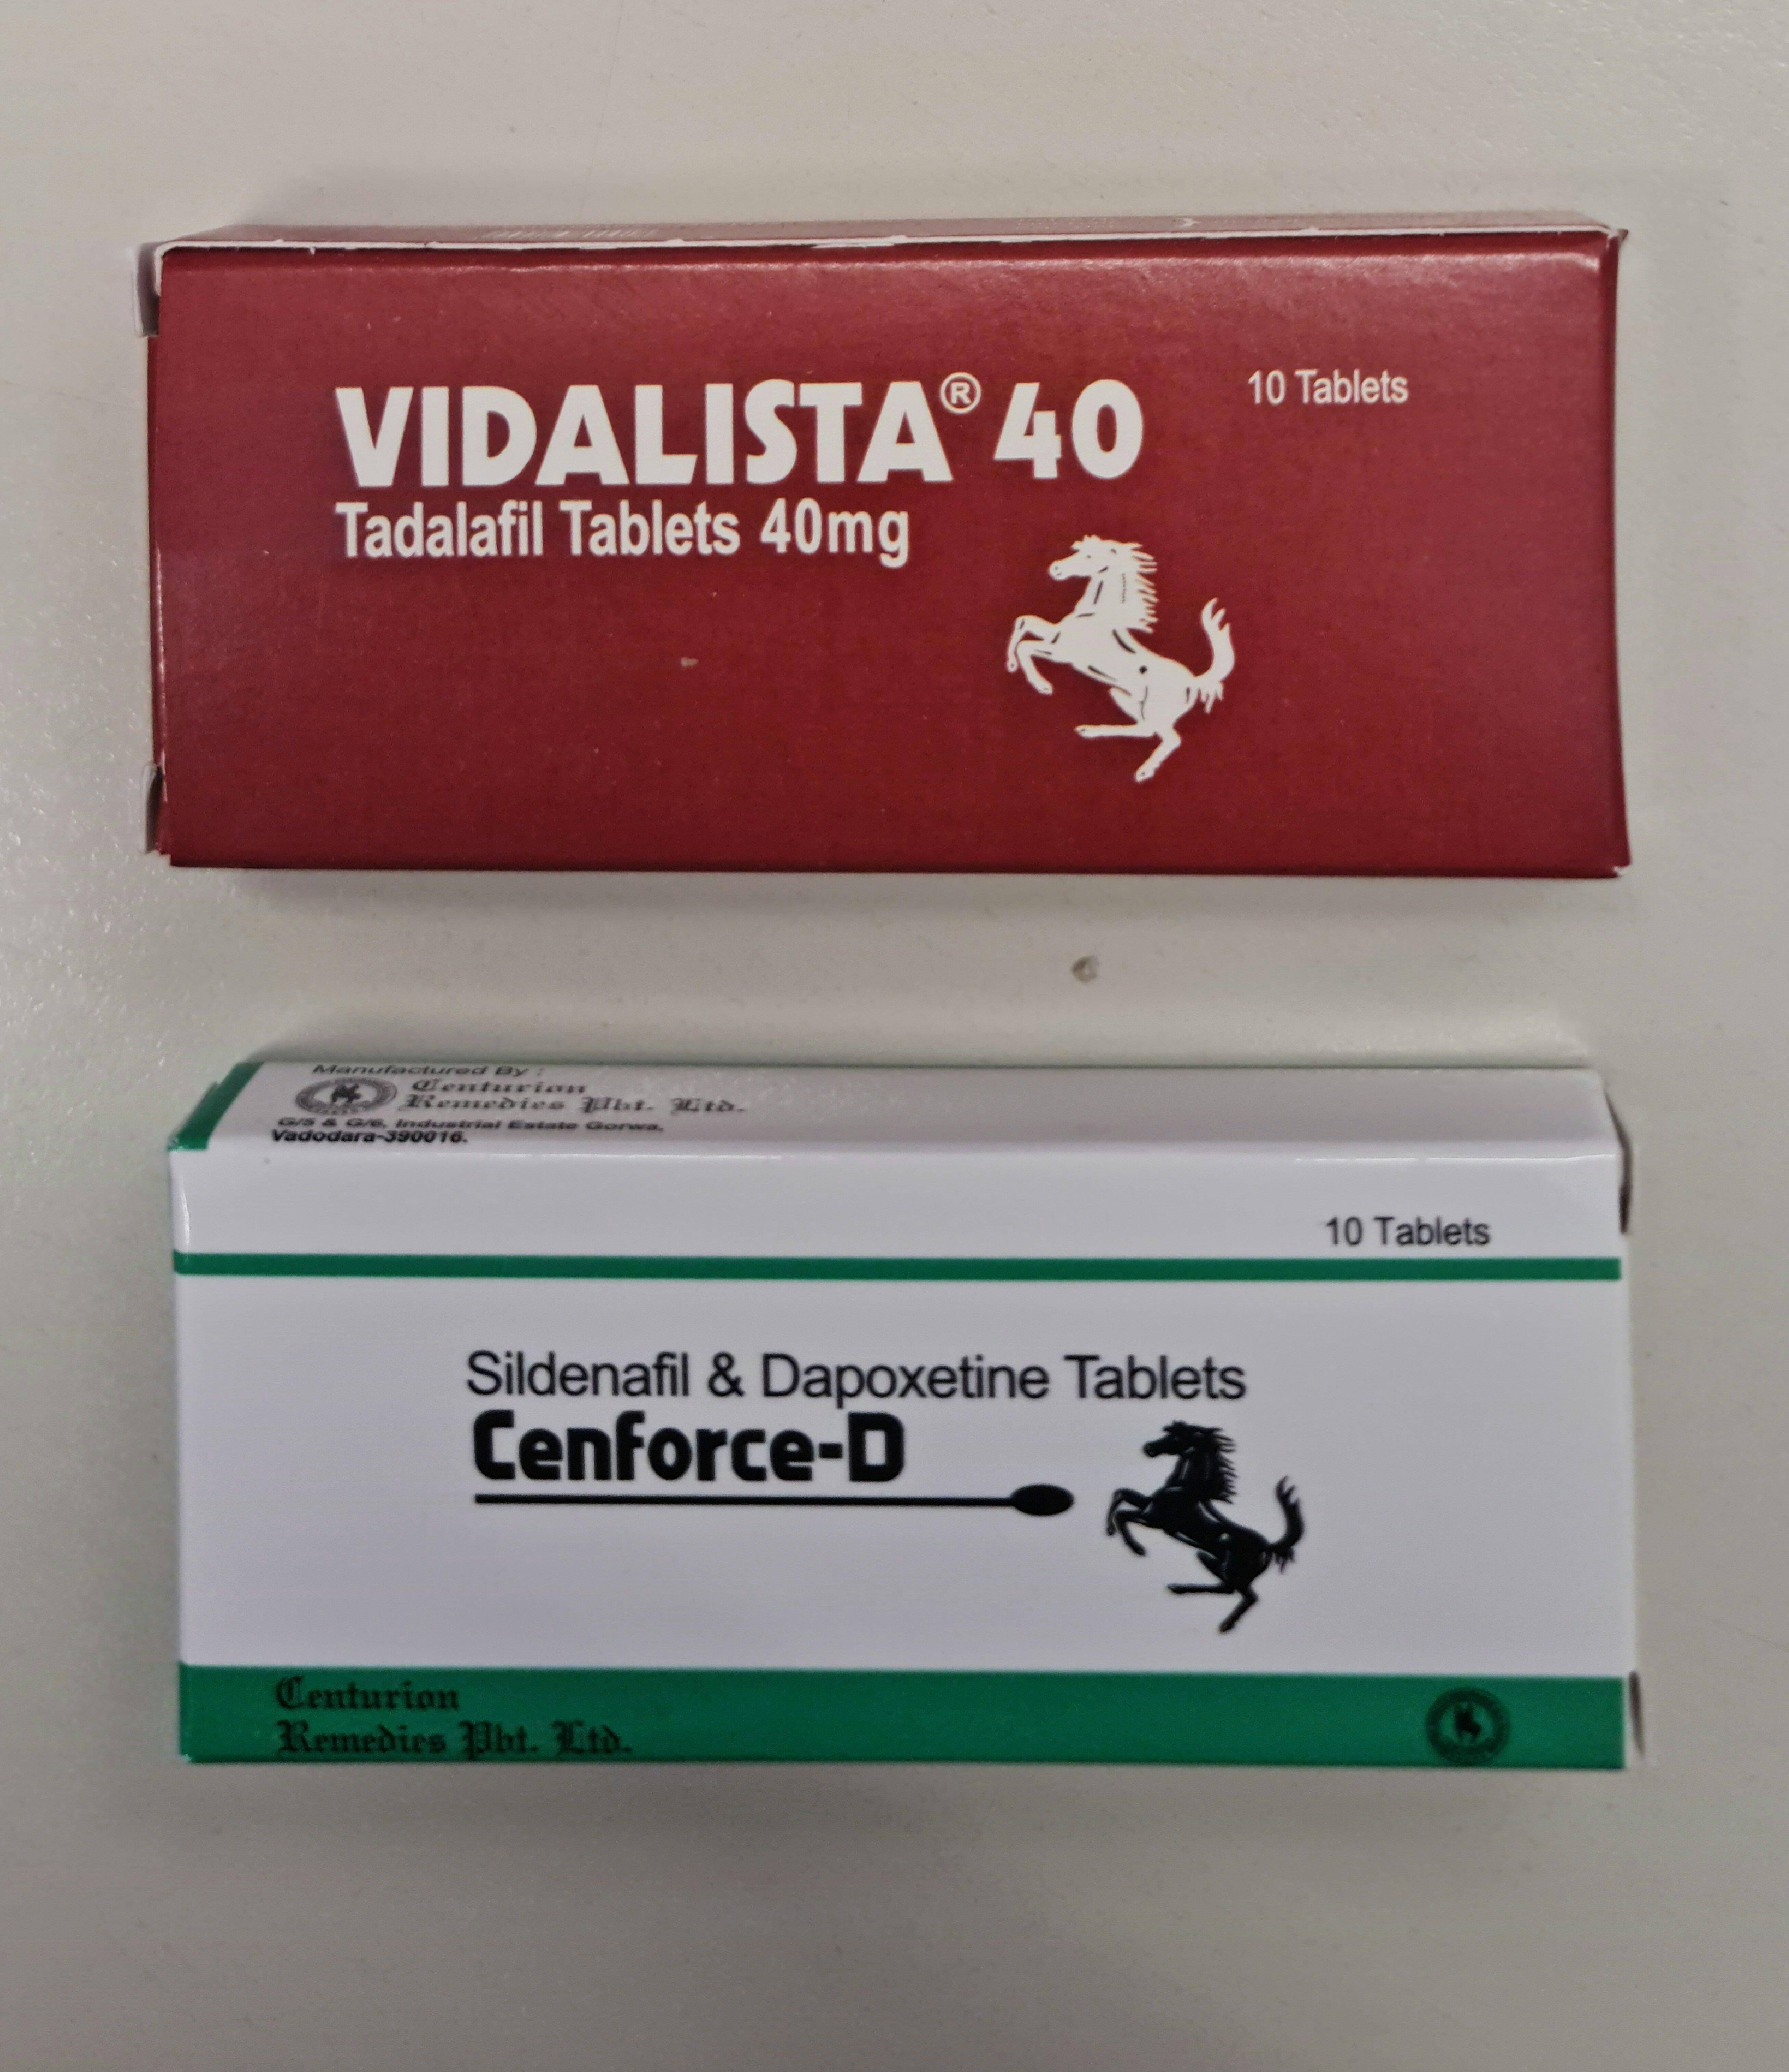 VIDALISTA® 40
10 Tablets
Tadalafil Tablets 40mg
Manufactured By :
Centurion
Remedies Pvt. Ltd.
G/5 & G/6, Industrial Estate Gorwa,
Vadodara-390016.
10 Tablets
Sildenafil & Dapoxetine Tablets
Cenforce-D
Centurion
Remedies Pvt. Ltd.